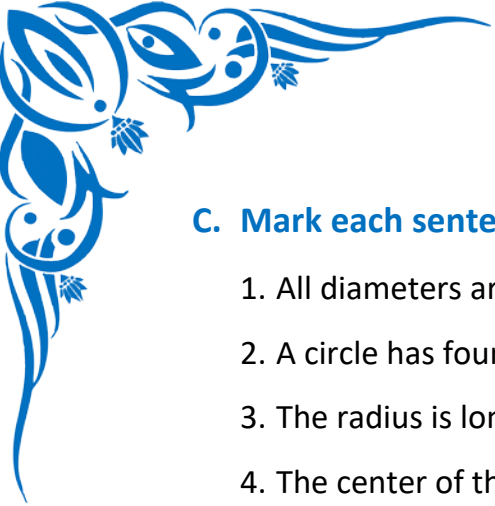 C. Mark each sente
1. All diameters ar
2. A circle has four
3. The radius is lon
4. The center of th